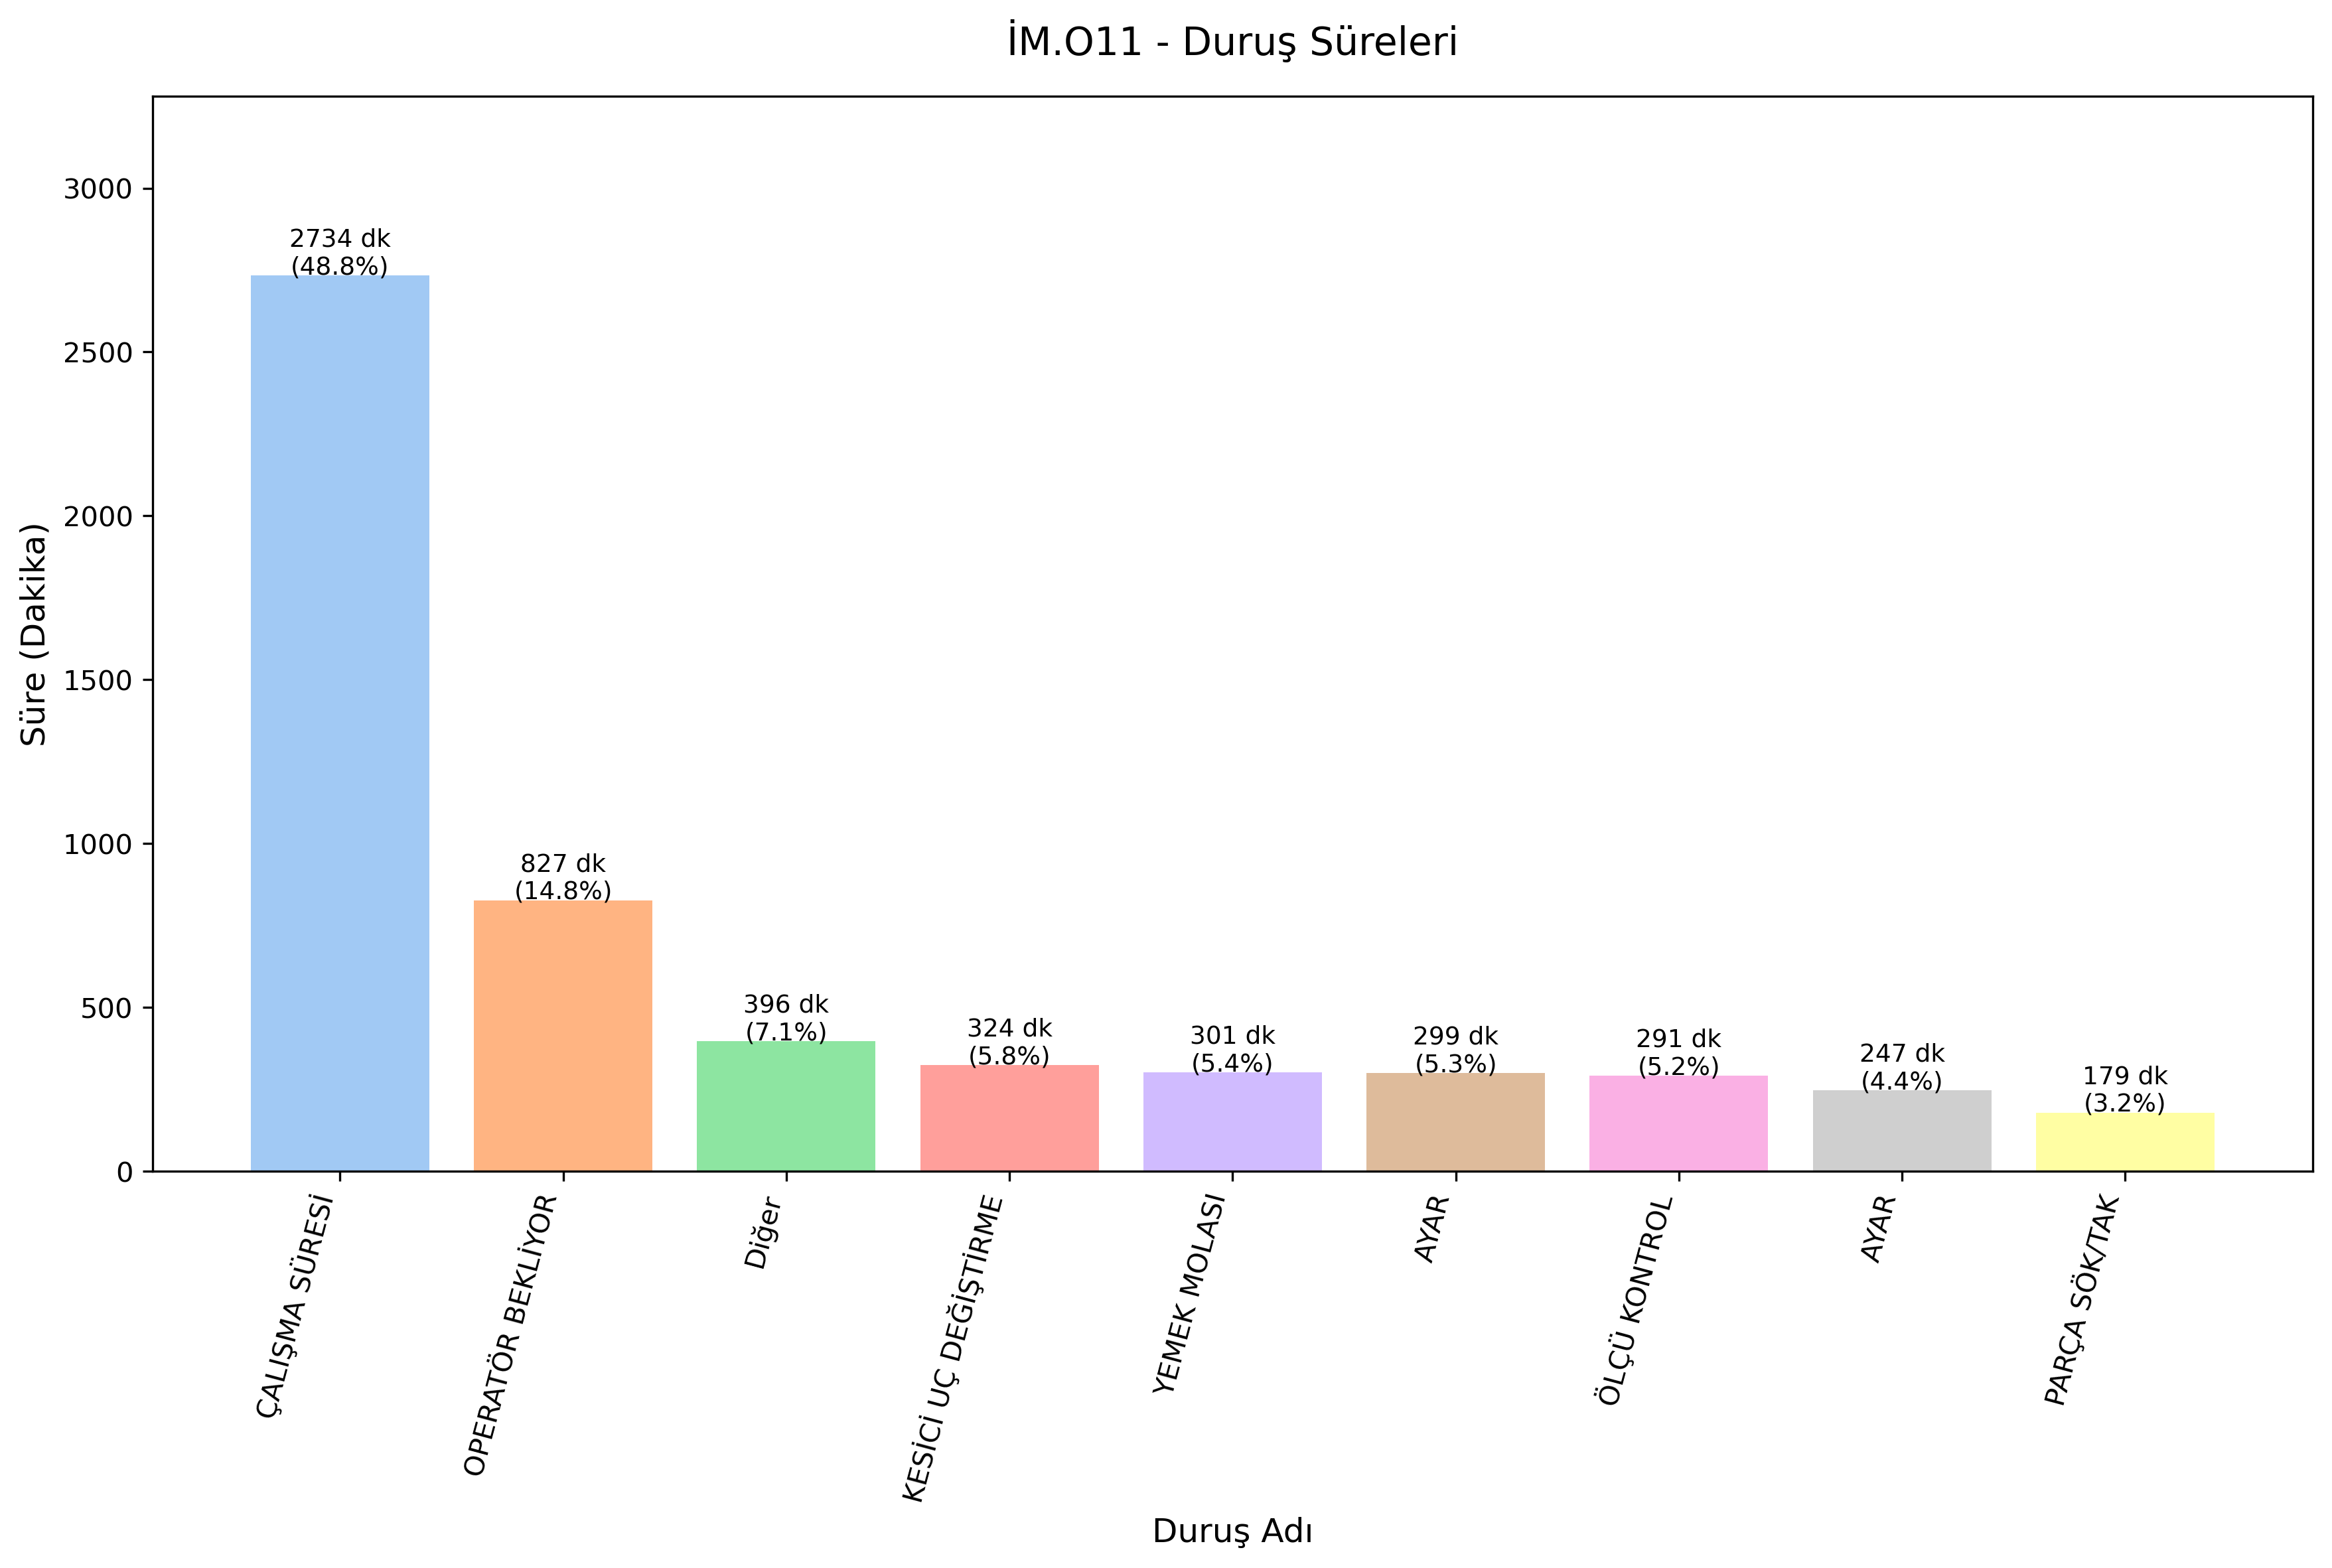 İM.O11 - Duruş Süreleri
Süre (Dakika)
3000
2500
2000
1500
1000
500
0
2734 dk
(48.8%)
827 dk
(14.8%)
396 dk
(7.1%)
324 dk
(5.8%)
301 dk
(5.4%)
299 dk
(5.3%)
291 dk
(5.2%)
247 dk
(4.4%)
179 dk
(3.2%)
ÇALIŞMA SÜRESİ
OPERATÖR BEKLİYOR
Diğer
KESİCİ UÇ DEĞİŞTİRME
YEMEK MOLASI
AYAR
ÖLÇÜ KONTROL
AYAR
PARÇA SÖK/TAK
Duruş Adı